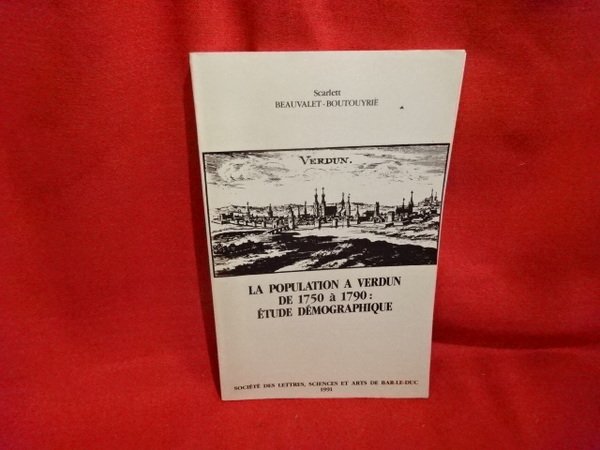 Scarlett
BEAUVALET-BOUTOUYRIE
VERDUN.
LA POPULATION A VERDUN
DE 1750 à 1790 :
ÉTUDE DÉMOGRAPHIQUE
SOCIÉTÉ DES LETTRES, SCIENCES ET ARTS DE BAR-LE-DUC
1991